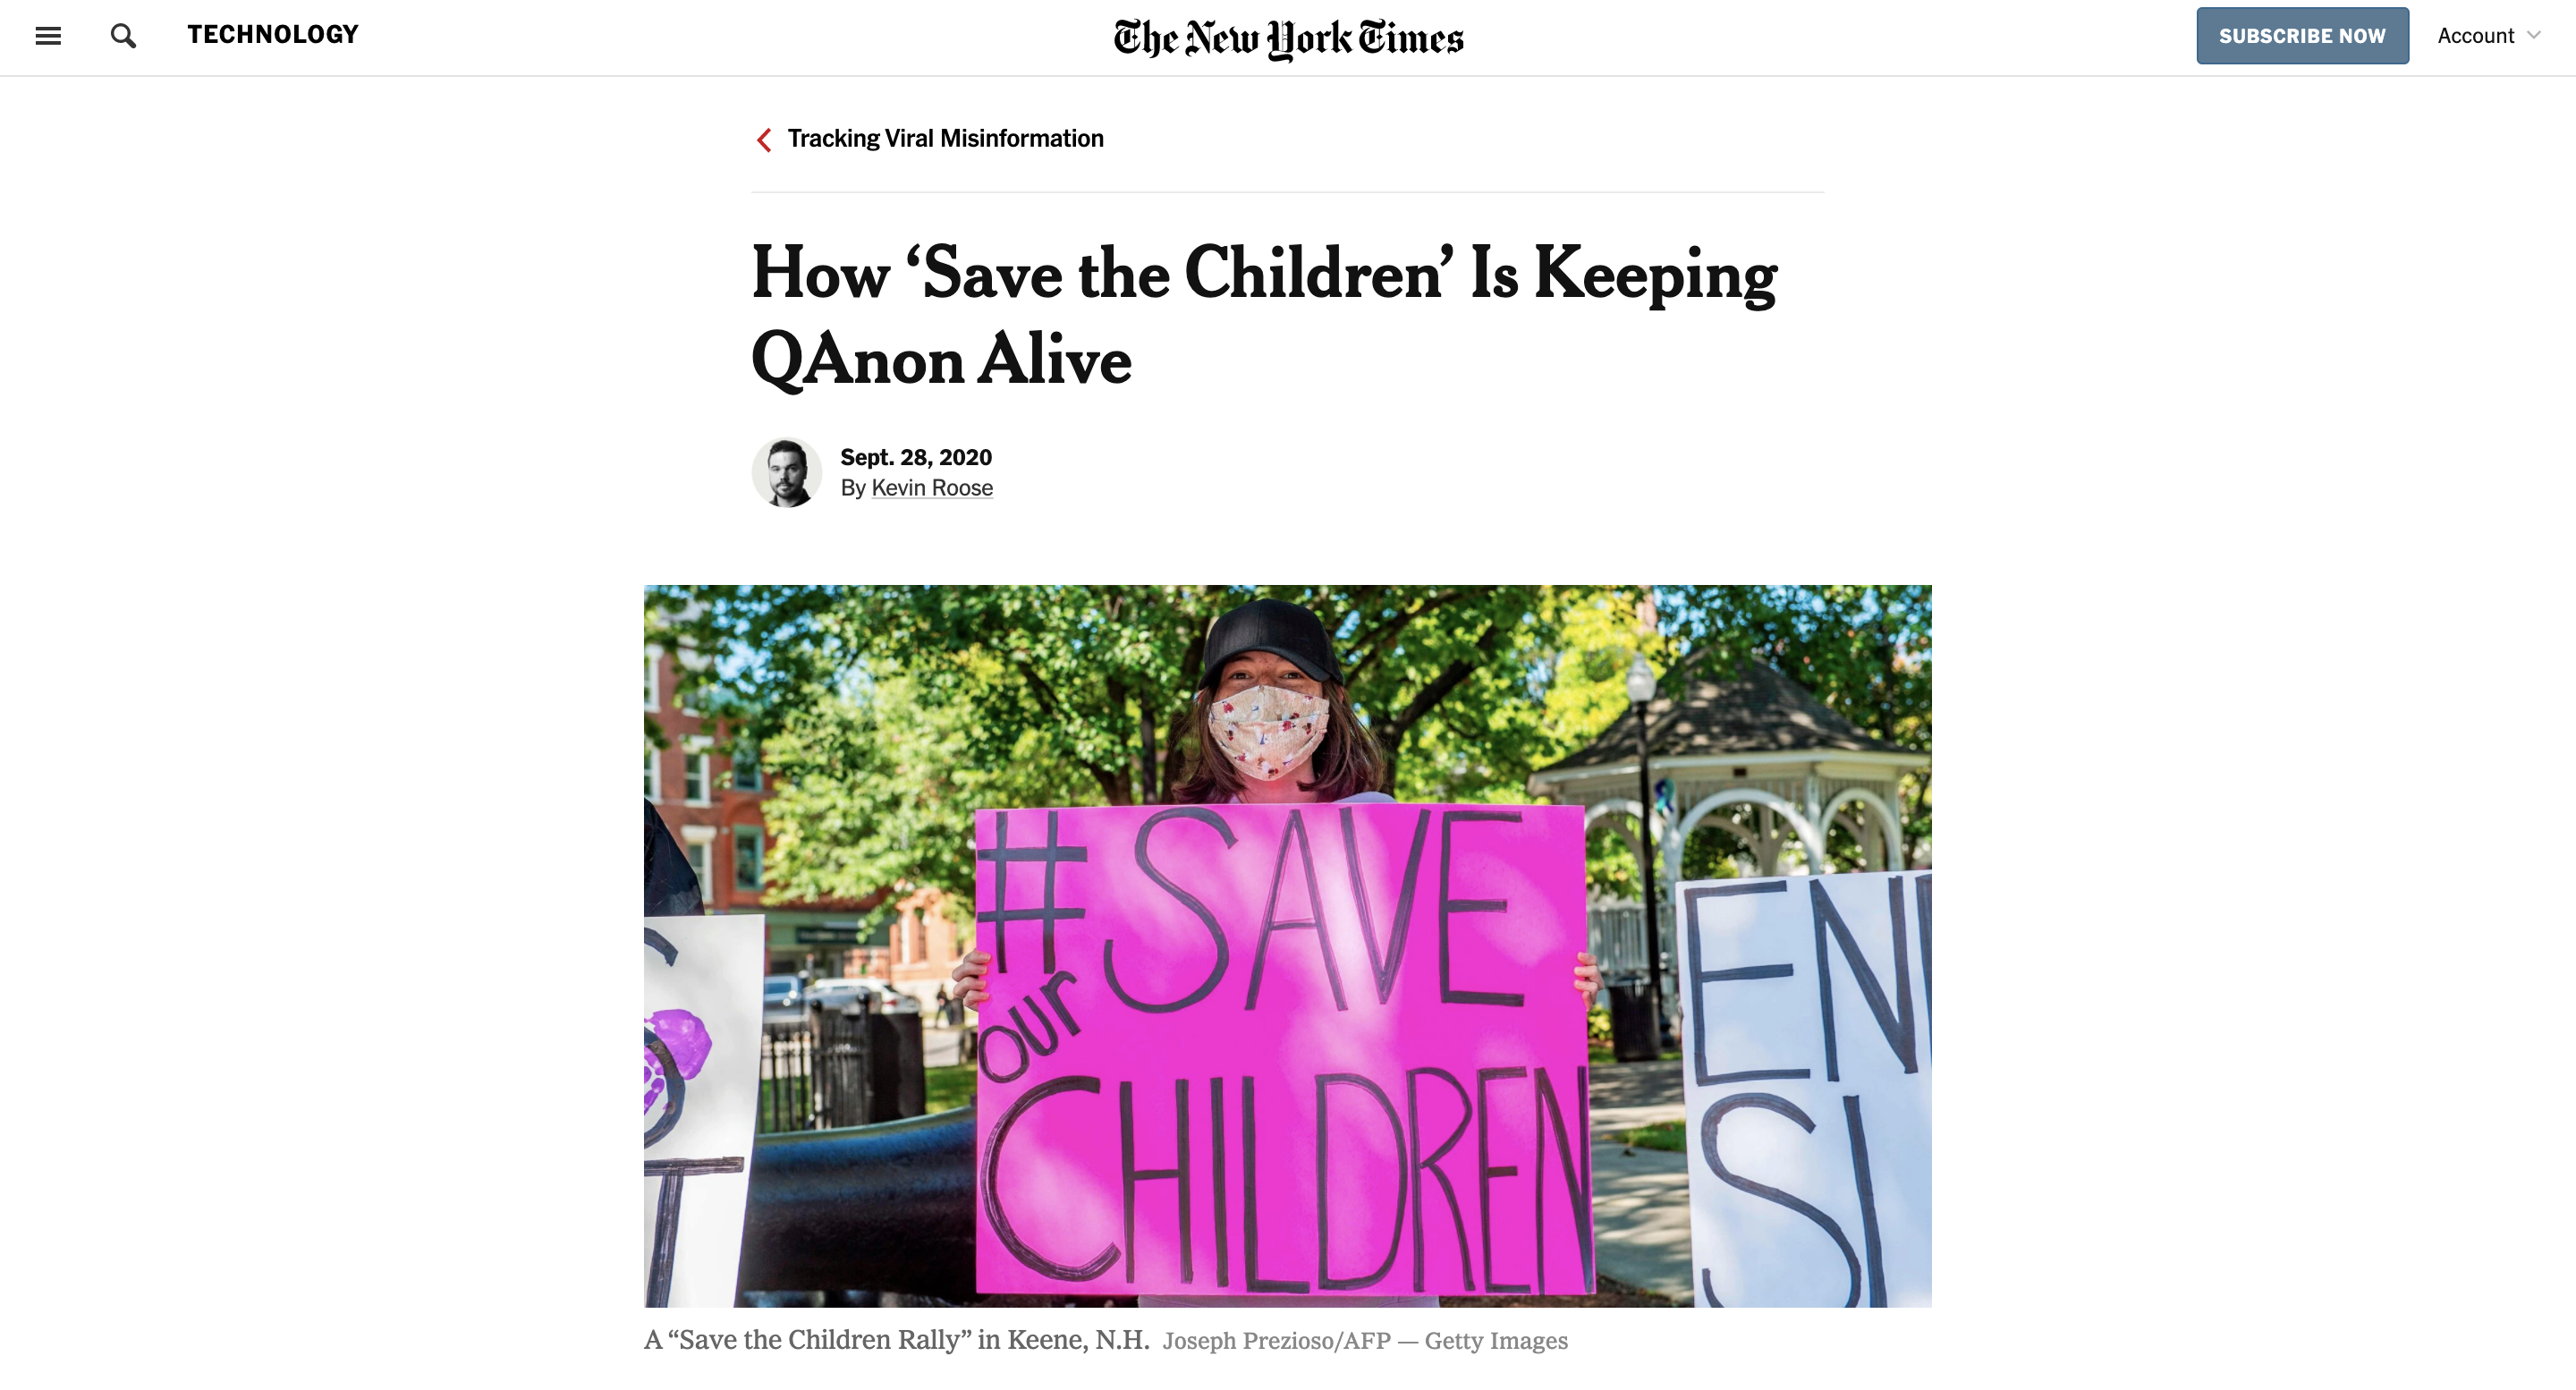 TECHNOLOGY
The New York Times
SUBSCRIBE NOW
Account
Tracking Viral Misinformation
How ‘Save the Children’ Is Keeping
QAnon Alive
Sept. 28, 2020
By Kevin Roose
#SAVE
our
CHILDREN
EN
SI
A “Save the Children Rally” in Keene, N.H. Joseph Prezioso/AFP — Getty Images